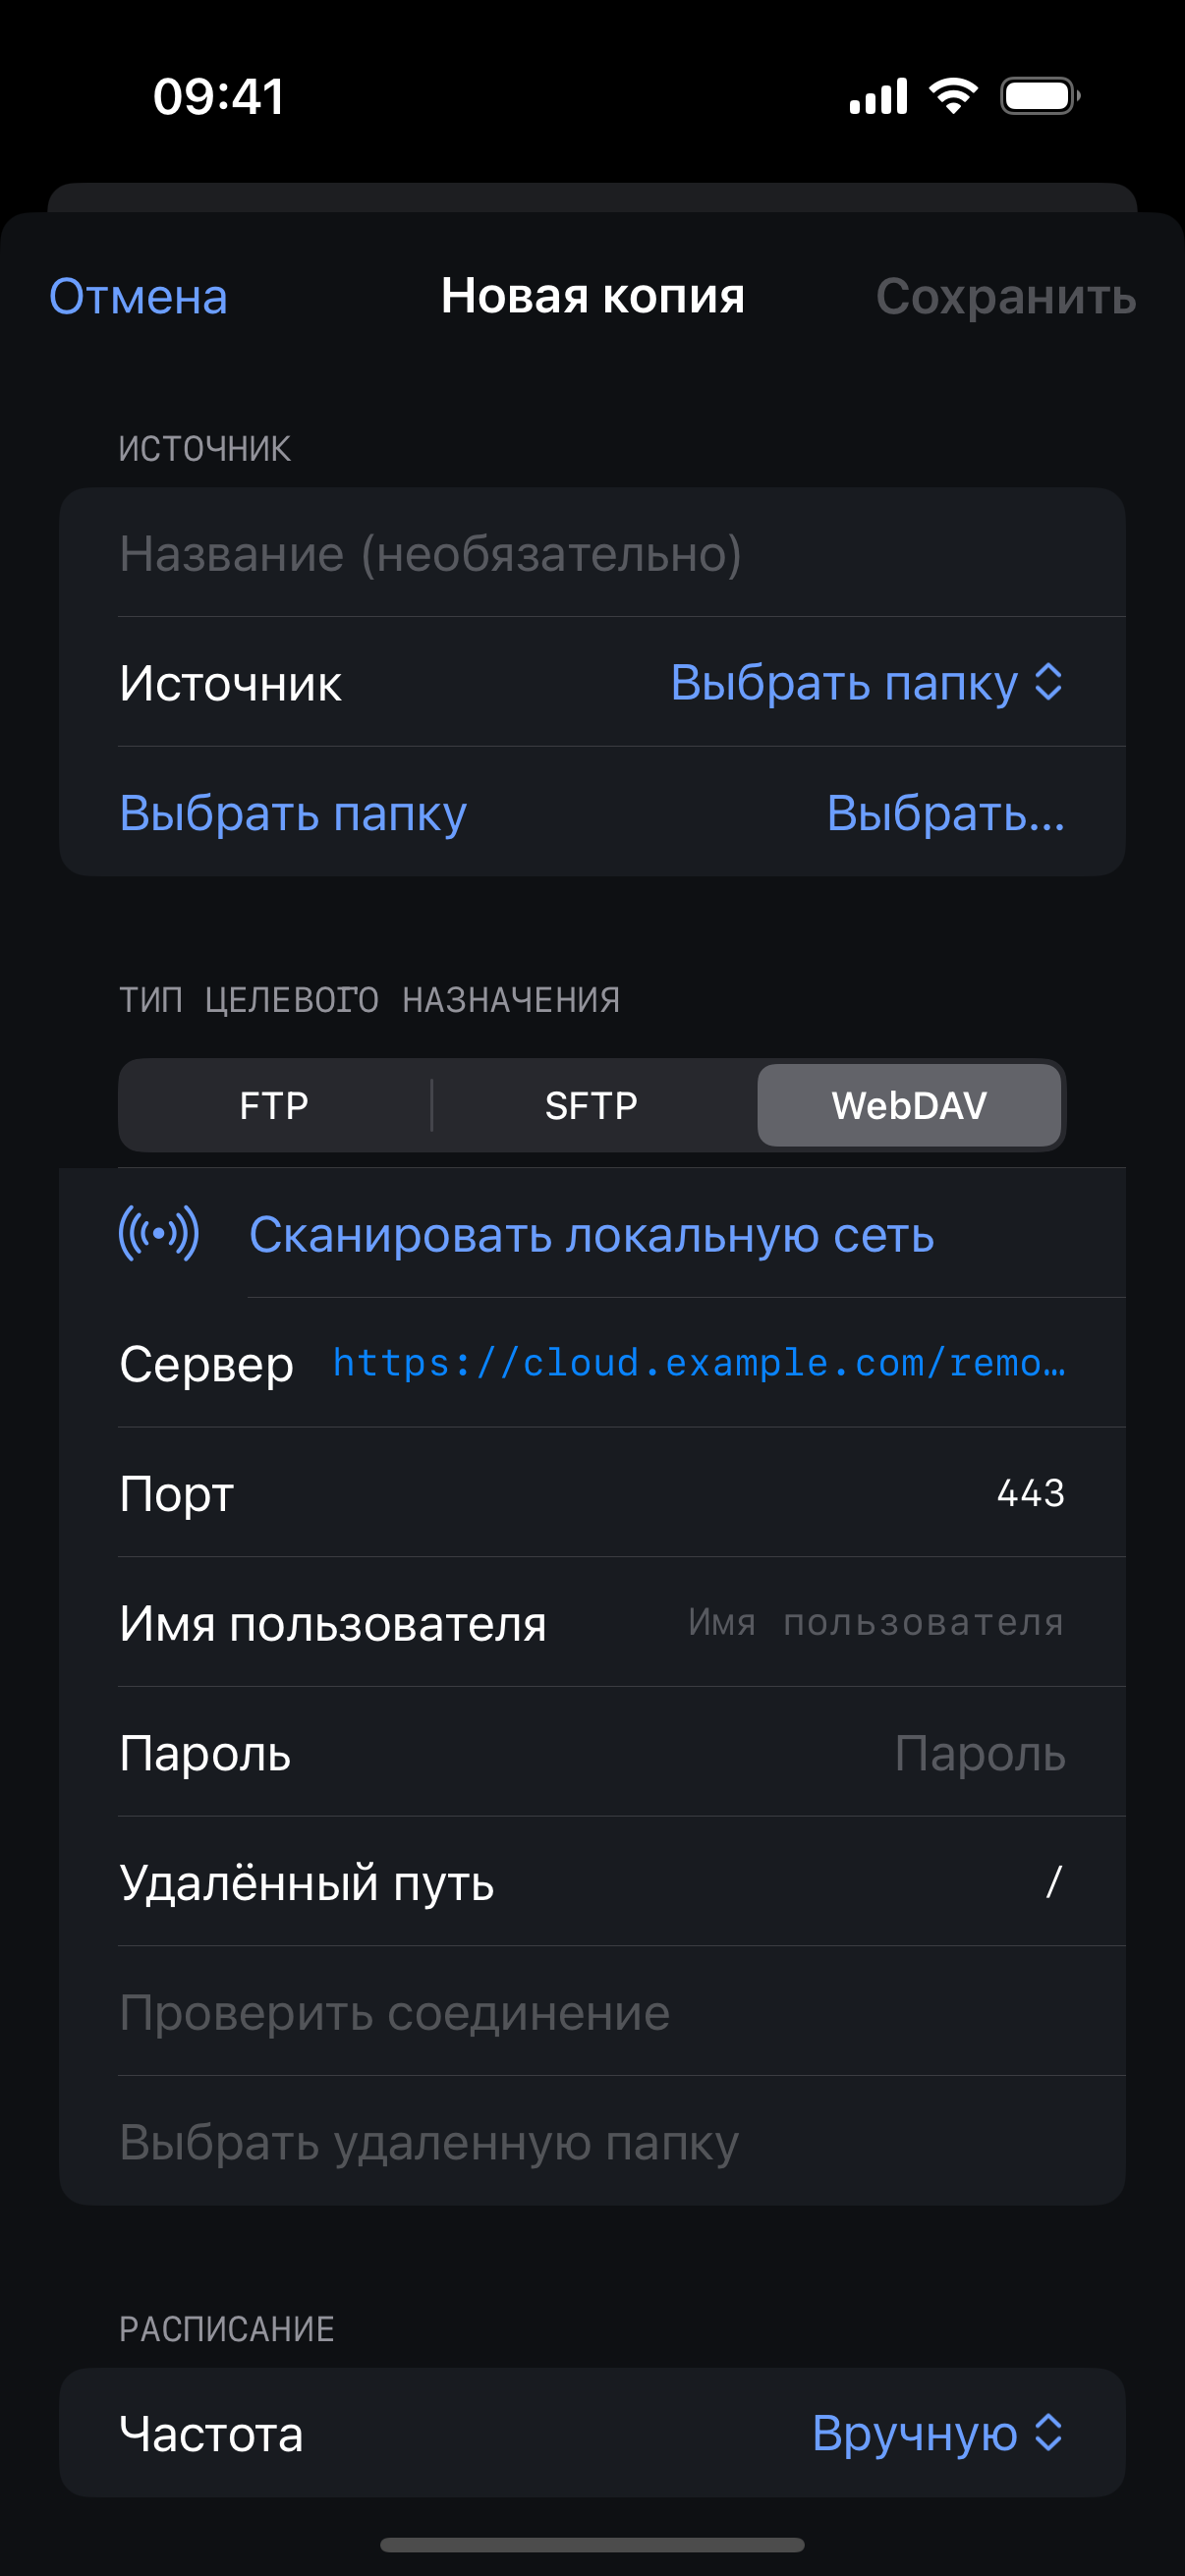 09:41
Отмена Новая копия Сохранить
ИСТОЧНИК
Название (необязательно)
Источник Выбрать папку
Выбрать папку Выбрать...
ТИП ЦЕЛЕВОГО НАЗНАЧЕНИЯ
FTP SFTP WebDAV
Сканировать локальную сеть
Сервер https://cloud.example.com/remo…
Порт 443
Имя пользователя Имя пользователя
Пароль Пароль
Удалённый путь /
Проверить соединение
Выбрать удаленную папку
РАСПИСАНИЕ
Частота Вручную